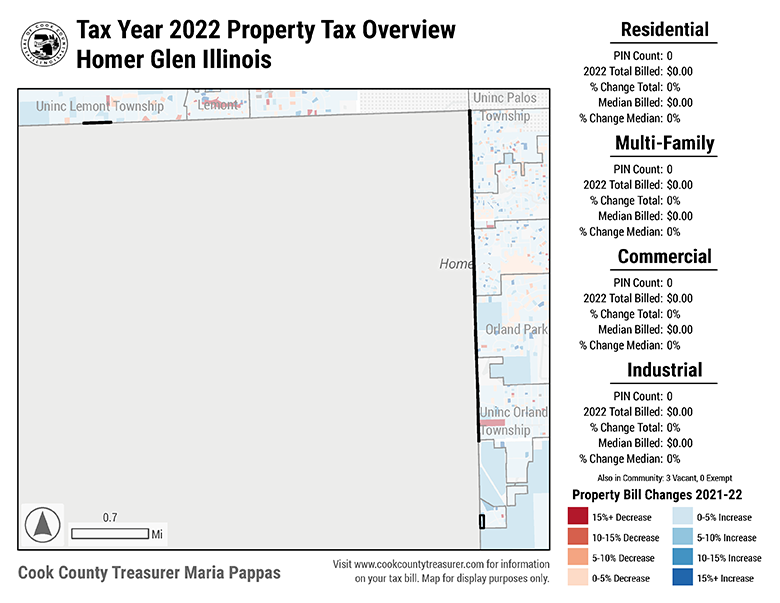 Tax Year 2022 Property Tax Overview
Homer Glen Illinois
Uninc Lemont Township
Lemont
Uninc Palos
Township
Home
Orland Park
Uninc Orland
Township
0.7
Mi
Cook County Treasurer Maria Pappas
Visit www.cookcountytreasurer.com for information
on your tax bill. Map for display purposes only.
Residential
PIN Count: 0
2022 Total Billed: $0.00
% Change Total: 0%
Median Billed: $0.00
% Change Median: 0%
Multi-Family
PIN Count: 0
2022 Total Billed: $0.00
% Change Total: 0%
Median Billed: $0.00
% Change Median: 0%
Commercial
PIN Count: 0
2022 Total Billed: $0.00
% Change Total: 0%
Median Billed: $0.00
% Change Median: 0%
Industrial
PIN Count: 0
2022 Total Billed: $0.00
% Change Total: 0%
Median Billed: $0.00
% Change Median: 0%
Also in Community: 3 Vacant, 0 Exempt
Property Bill Changes 2021-22
15%+ Decrease
10-15% Decrease
5-10% Decrease
0-5% Decrease
0-5% Increase
5-10% Increase
10-15% Increase
15%+ Increase